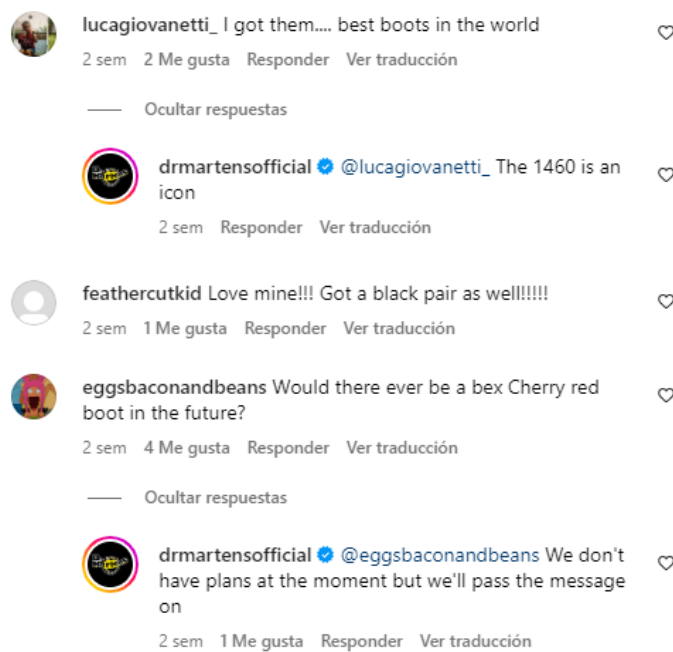 lucagiovanetti_ I got them.... best boots in the world
2 sem 2 Me gusta Responder Ver traducción
Ocultar respuestas
drmartensofficial @lucagiovanetti_ The 1460 is an
icon
2 sem Responder Ver traducción
feathercutkid Love mine!!! Got a black pair as well!!!!!
2 sem 1 Me gusta Responder Ver traducción
eggsbaconandbeans Would there ever be a bex Cherry red
boot in the future?
2 sem 4 Me gusta Responder Ver traducción
Ocultar respuestas
drmartensofficial @eggsbaconandbeans We don't
have plans at the moment but we'll pass the message
on
2 sem 1 Me gusta Responder Ver traducción